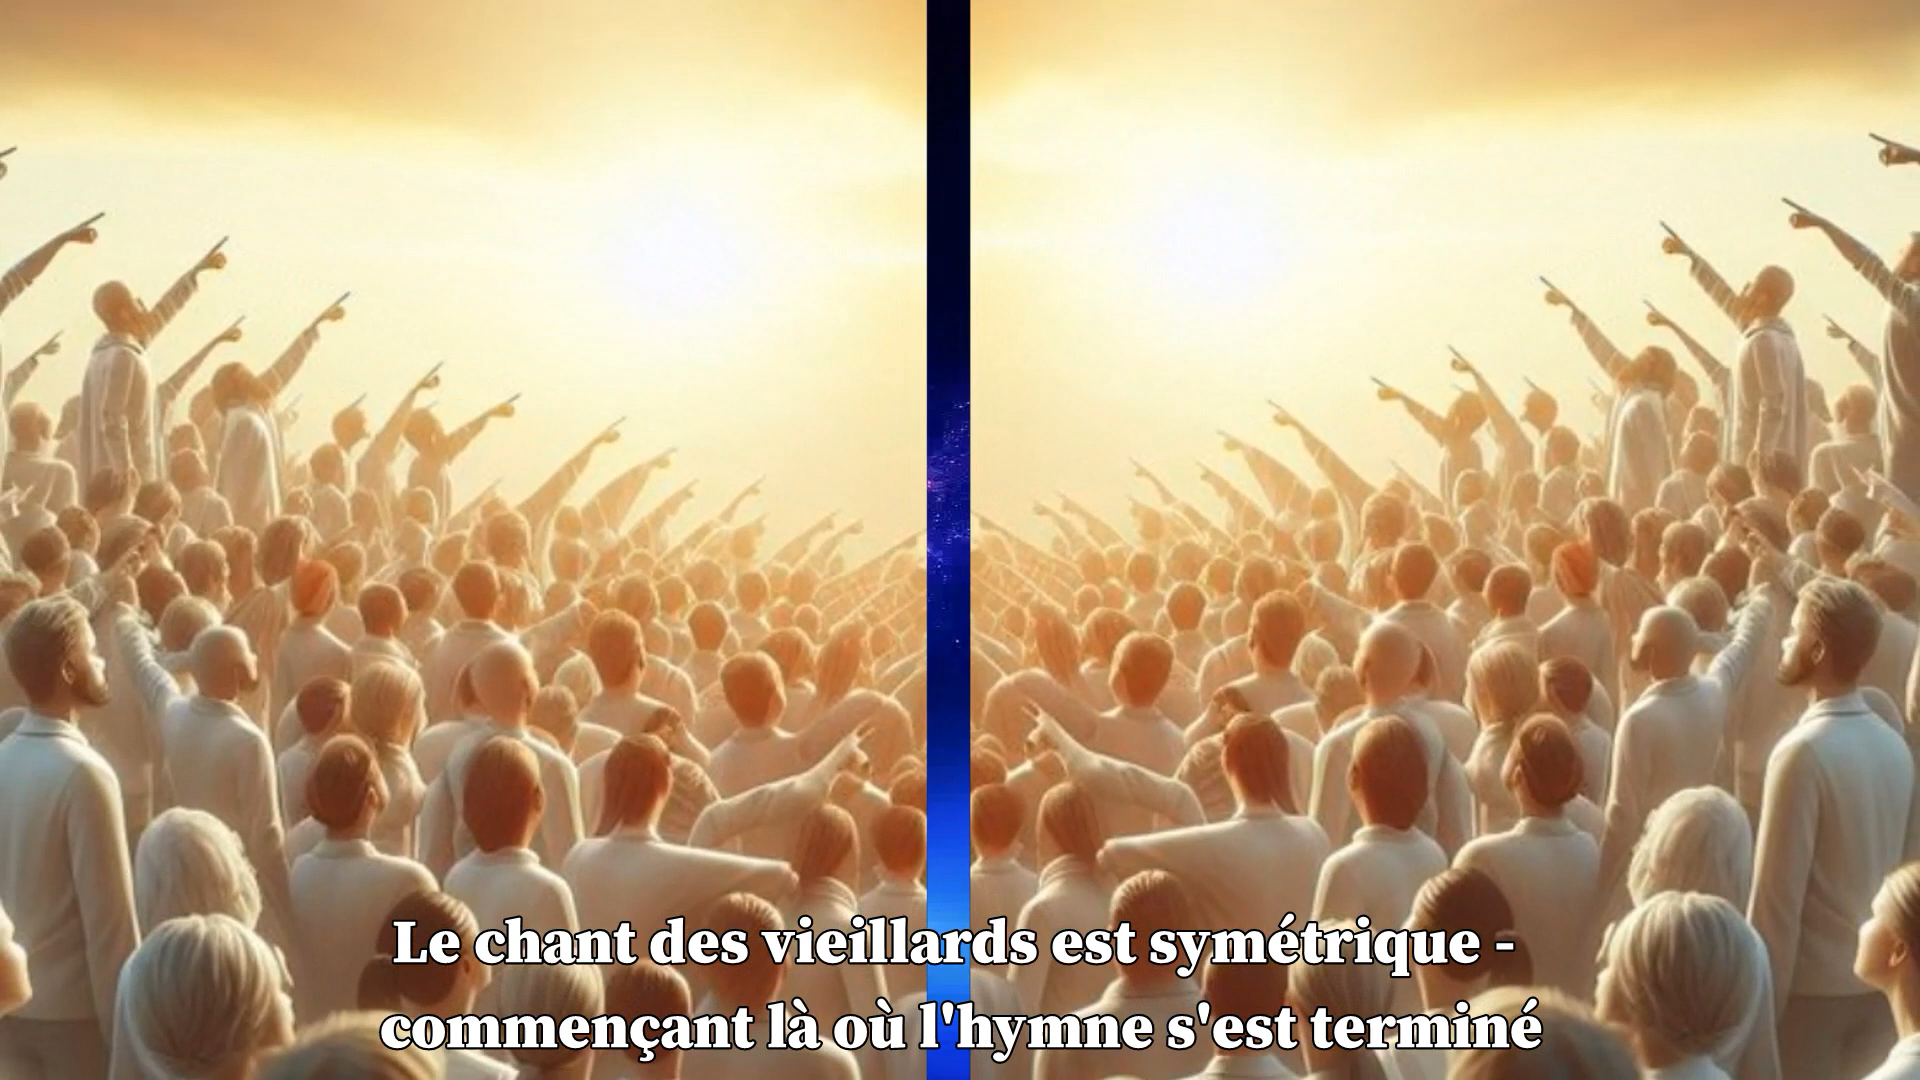 Le chant des vieillards est symétrique -
commençant là où l'hymne s'est terminé